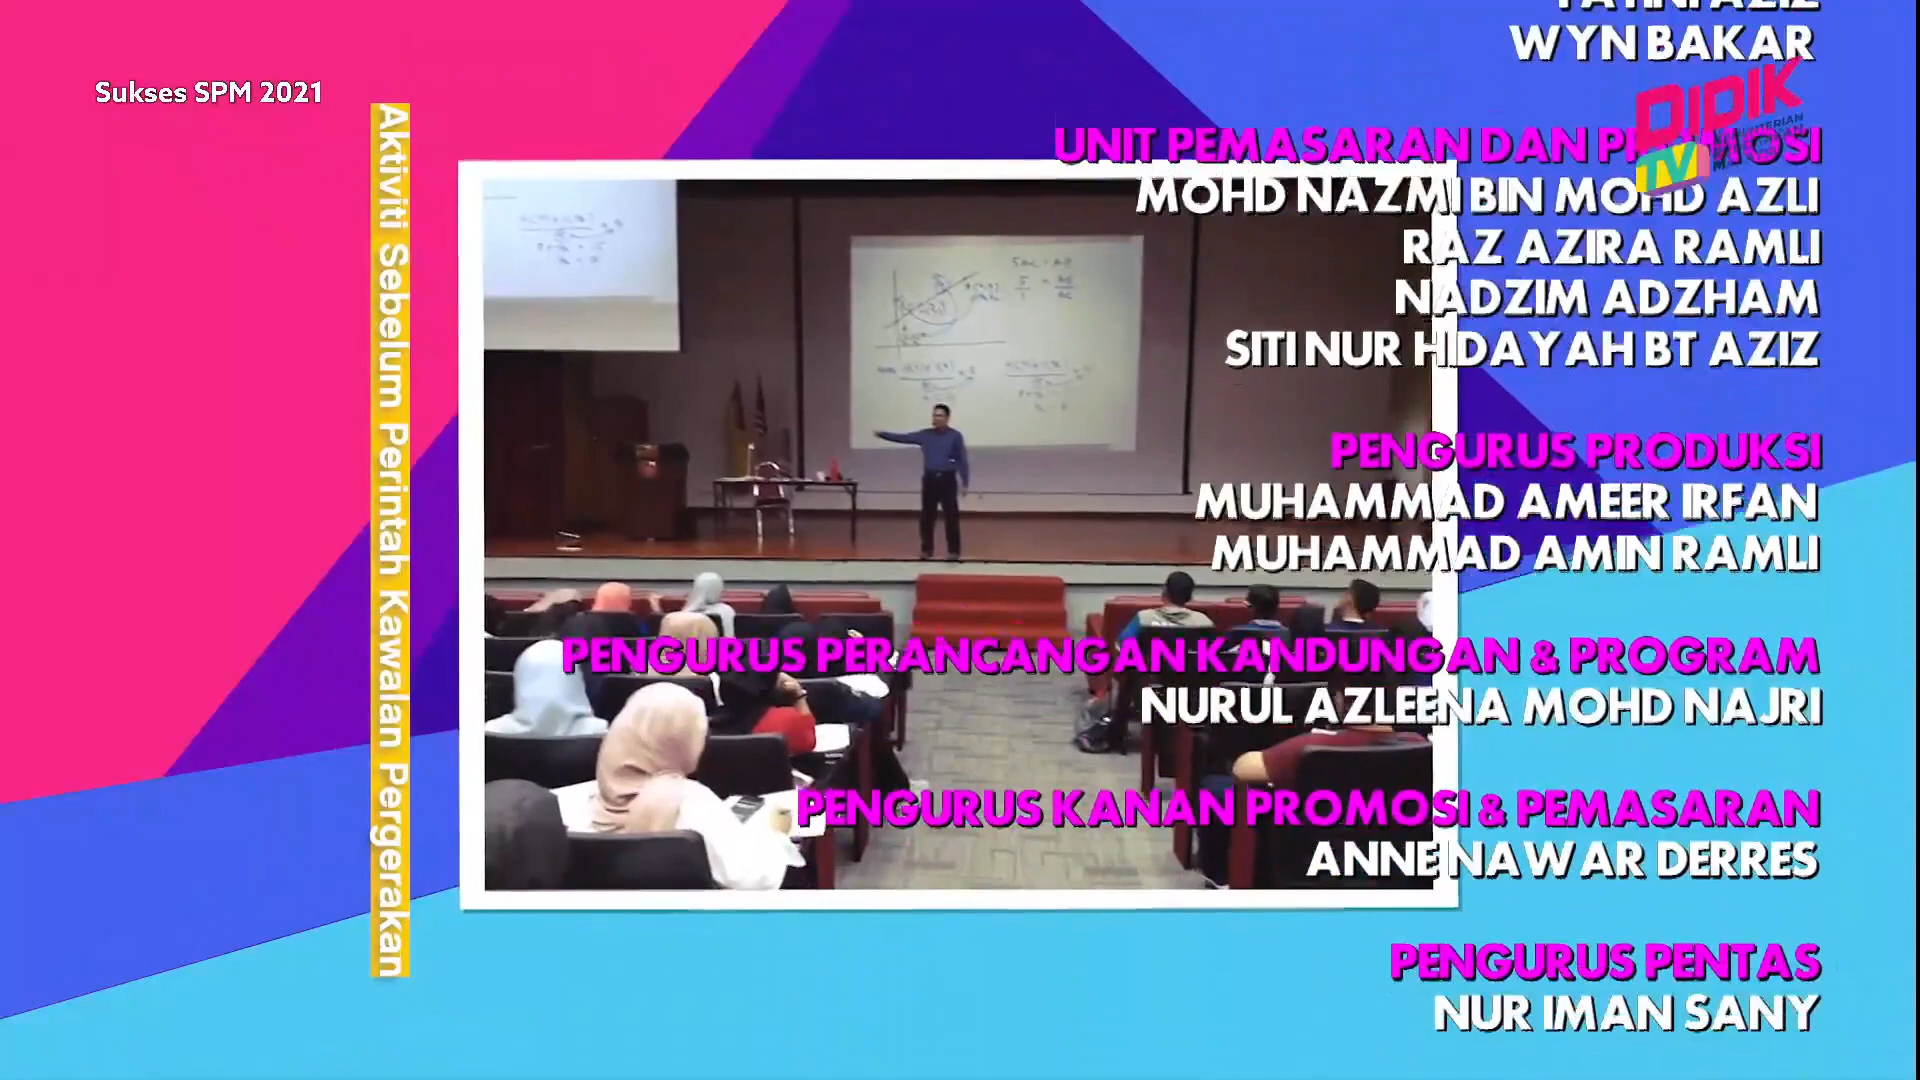 Sukses SPM 2021
Aktiviti Sebelum Perintah Kawalan Pergerakan
WYN BAKAR
DIDIK
TV
UNIT PEMASARAN DAN PROMOSI
MOHD NAZMI BIN MOHD AZLI
RAZ AZIRA RAMLI
NADZIM ADZHAM
SITI NUR HIDAYAH BT AZIZ
PENGURUS PRODUKSI
MUHAMMAD AMEER IRFAN
MUHAMMAD AMIN RAMLI
PENGURUS PERANCANGAN KANDUNGAN & PROGRAM
NURUL AZLEENA MOHD NAJRI
PENGURUS KANAN PROMOSI & PEMASARAN
ANNE NAWAR DERRES
PENGURUS PENTAS
NUR IMAN SANY